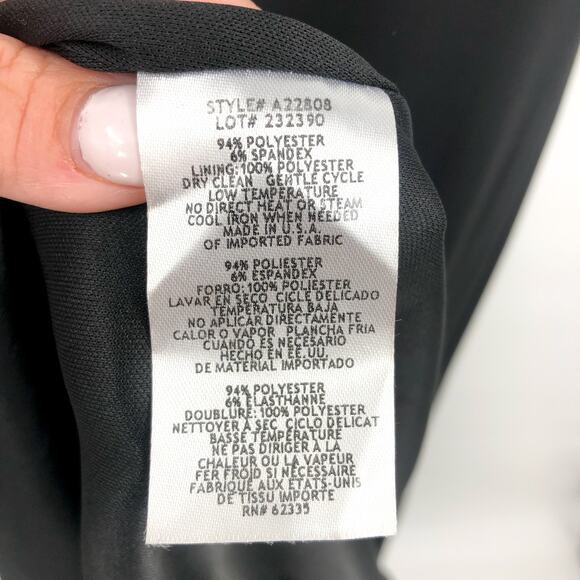 STYLE# A22808
LOT# 232390
94% POLYESTER
6% SPANDEX
LINING: 100% POLYESTER
DRY CLEAN GENTLE CYCLE
LOW TEMPERATURE
NO DIRECT HEAT OR STEAM
COOL IRON WHEN NEEDED
MADE IN U.S.A.
OF IMPORTED FABRIC
94% POLIESTER
6% ESPANDEX
FORRO: 100% POLIESTER
LAVAR EN SECO CICLE DELICADO
TEMPERATURA BAJA
NO APLICAR DIRECTAMENTE
CALOR O VAPOR PLANCHA FRIA
CUANDO ES NECESARIO
HECHO EN EE.UU.
DE MATERIAL IMPORTADO
94% POLYESTER
6% ELASTHANNE
DOUBLURE: 100% POLYESTER
NETTOYER À SEC CICLO DELICAT
BASSE TEMPÉRATURE
NE PAS DIRIGER À LA
CHALEUR OU LA VAPEUR
FER FROID SI NÉCESSAIRE
FABRIQUÉ AUX ÉTATS-UNIS
DE TISSU IMPORTE
RN# 62335